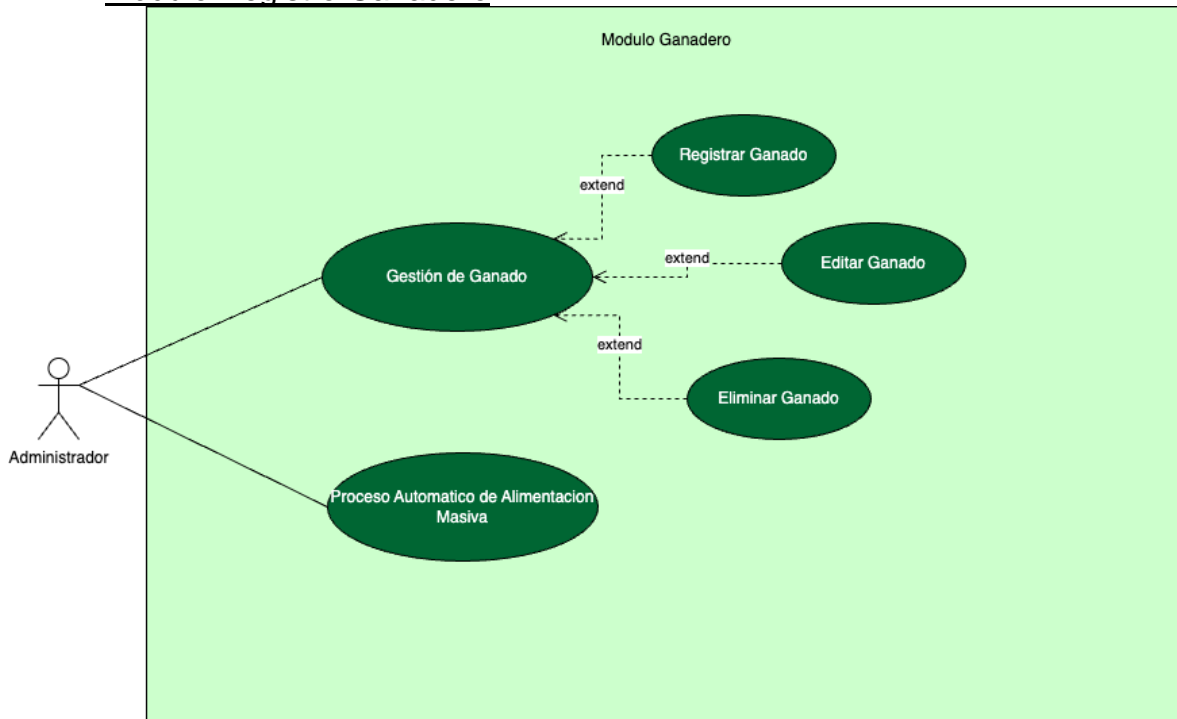 Modulo Ganadero
Registrar Ganado
extend
Editar Ganado
extend
Gestión de Ganado
extend
Eliminar Ganado
Administrador
Proceso Automatico de Alimentacion
Masiva